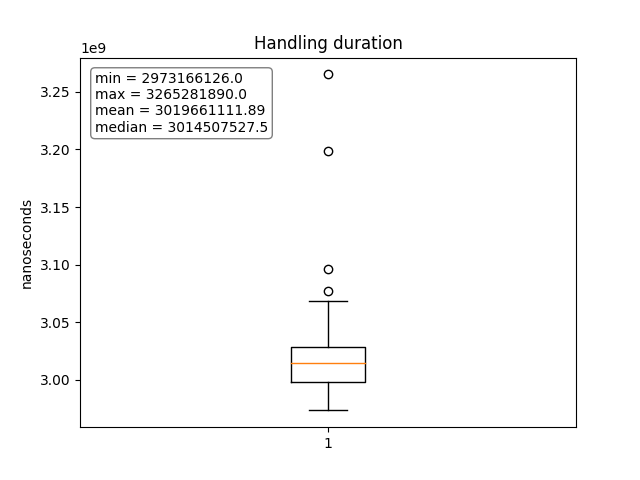 Handling duration
1e9
min = 2973166126.0
max = 3265281890.0
mean = 3019661111.89
median = 3014507527.5
3.25
3.20
3.15
3.10
3.05
3.00
nanoseconds
1